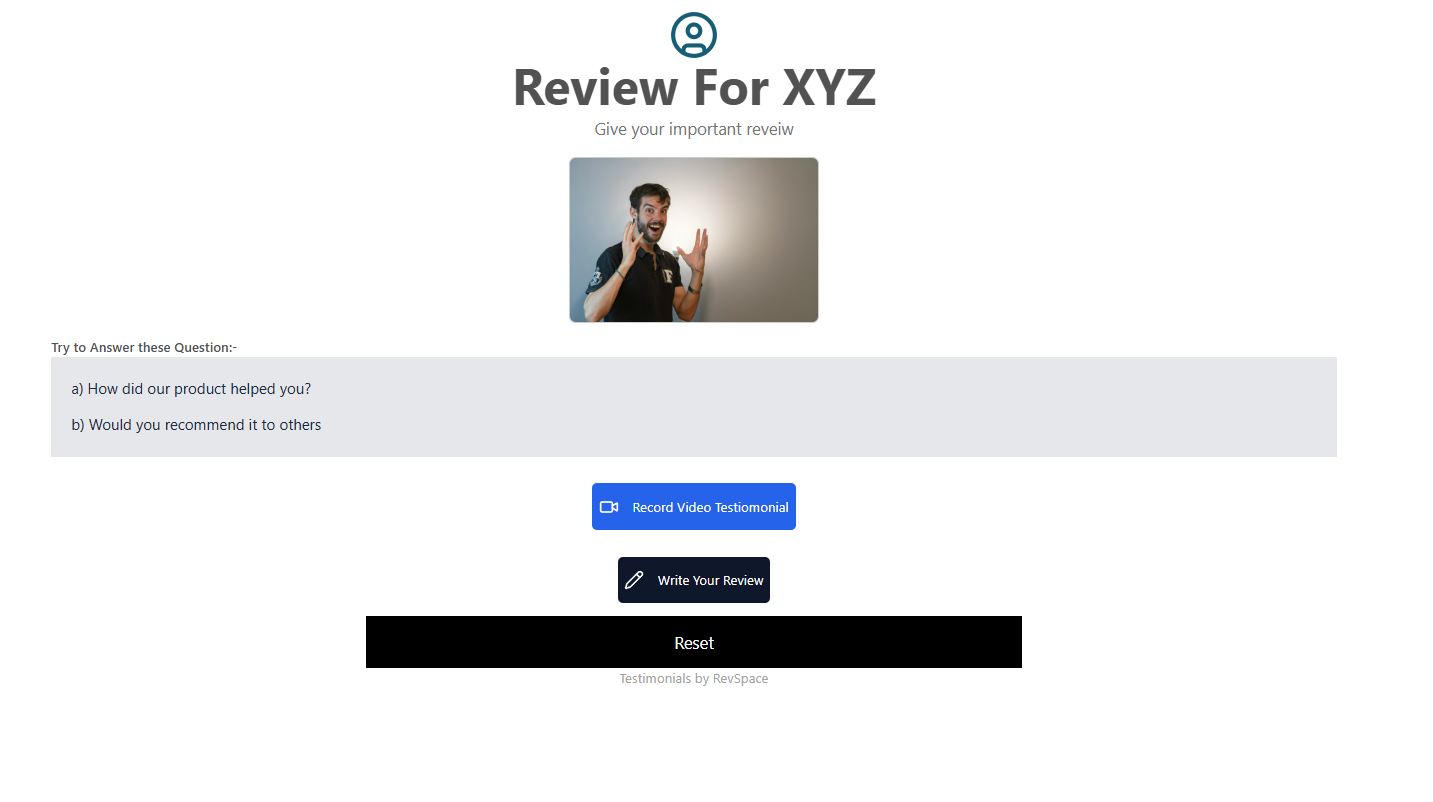 Review For XYZ
Give your important reveiw
Try to Answer these Question:-
a) How did our product helped you?
b) Would you recommend it to others
Record Video Testiomonial
Write Your Review
Reset
Testimonials by RevSpace